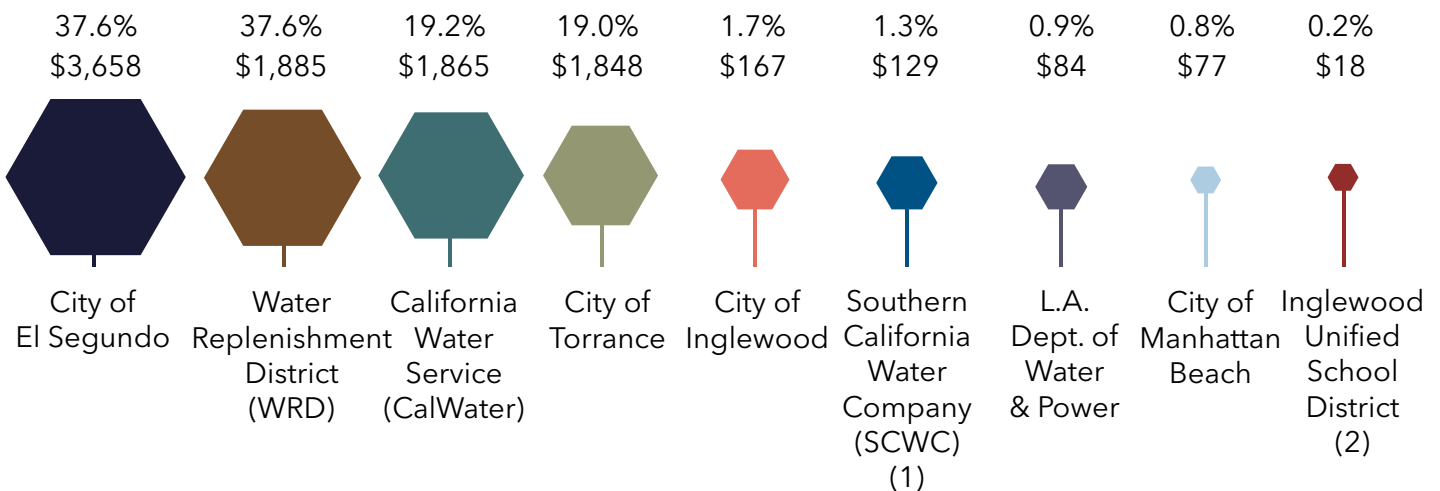 37.6%
$3,658
37.6%
$1,885
19.2%
$1,865
19.0%
$1,848
1.7%
$167
1.3%
$129
0.9%
$84
0.8%
$77
0.2%
$18
City of
El Segundo
Water
Replenishment
District
(WRD)
California
Water
Service
(CalWater)
City of
Torrance
City of
Inglewood
Southern
California
Water
Company
(SCWC)
(1)
L.A.
Dept. of
Water
& Power
City of
Manhattan
Beach
Inglewood
Unified
School
District
(2)